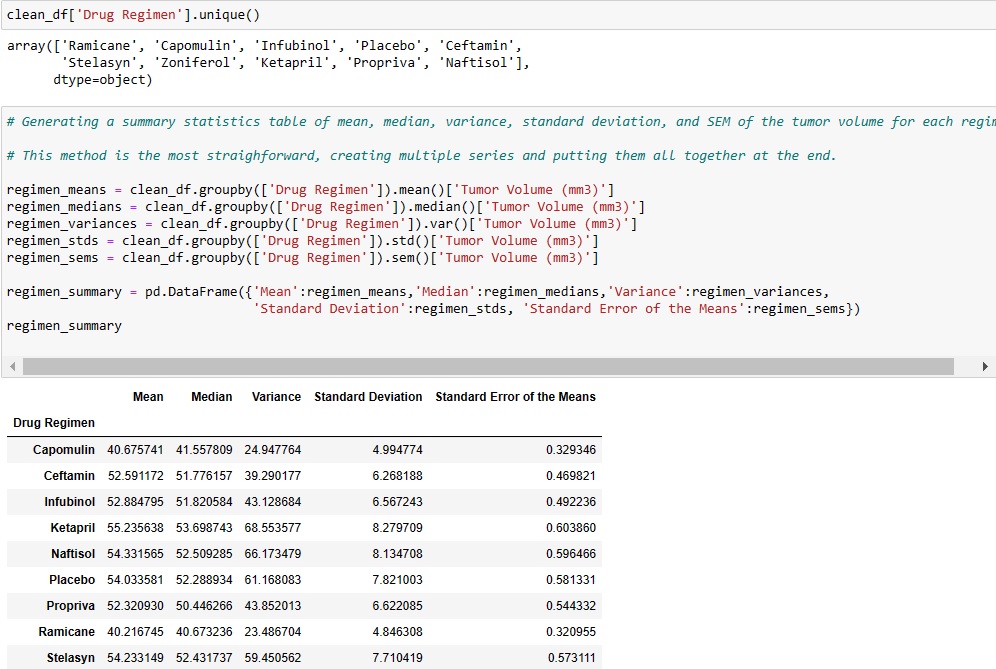 clean_df['Drug Regimen'].unique()
array(['Ramicane', 'Capomulin', 'Infubinol', 'Placebo', 'Ceftamin',
'Stelasyn', 'Zoniferol', 'Ketapril', 'Propriva', 'Naftisol'],
dtype=object)
# Generating a summary statistics table of mean, median, variance, standard deviation, and SEM of the tumor volume for each regim
# This method is the most straighforward, creating multiple series and putting them all together at the end.
regimen_means = clean_df.groupby(['Drug Regimen']).mean()['Tumor Volume (mm3)']
regimen_medians = clean_df.groupby(['Drug Regimen']).median()['Tumor Volume (mm3)']
regimen_variances = clean_df.groupby(['Drug Regimen']).var()['Tumor Volume (mm3)']
regimen_stds = clean_df.groupby(['Drug Regimen']).std()['Tumor Volume (mm3)']
regimen_sems = clean_df.groupby(['Drug Regimen']).sem()['Tumor Volume (mm3)']
regimen_summary = pd.DataFrame({'Mean':regimen_means,'Median':regimen_medians,'Variance':regimen_variances,
'Standard Deviation':regimen_stds, 'Standard Error of the Means':regimen_sems})
regimen_summary
Mean Median Variance Standard Deviation Standard Error of the Means
Drug Regimen
Capomulin 40.675741 41.557809 24.947764 4.994774 0.329346
Ceftamin 52.591172 51.776157 39.290177 6.268188 0.469821
Infubinol 52.884795 51.820584 43.128684 6.567243 0.492236
Ketapril 55.235638 53.698743 68.553577 8.279709 0.603860
Naftisol 54.331565 52.509285 66.173479 8.134708 0.596466
Placebo 54.033581 52.288934 61.168083 7.821003 0.581331
Propriva 52.320930 50.446266 43.852013 6.622085 0.544332
Ramicane 40.216745 40.673236 23.486704 4.846308 0.320955
Stelasyn 54.233149 52.431737 59.450562 7.710419 0.573111